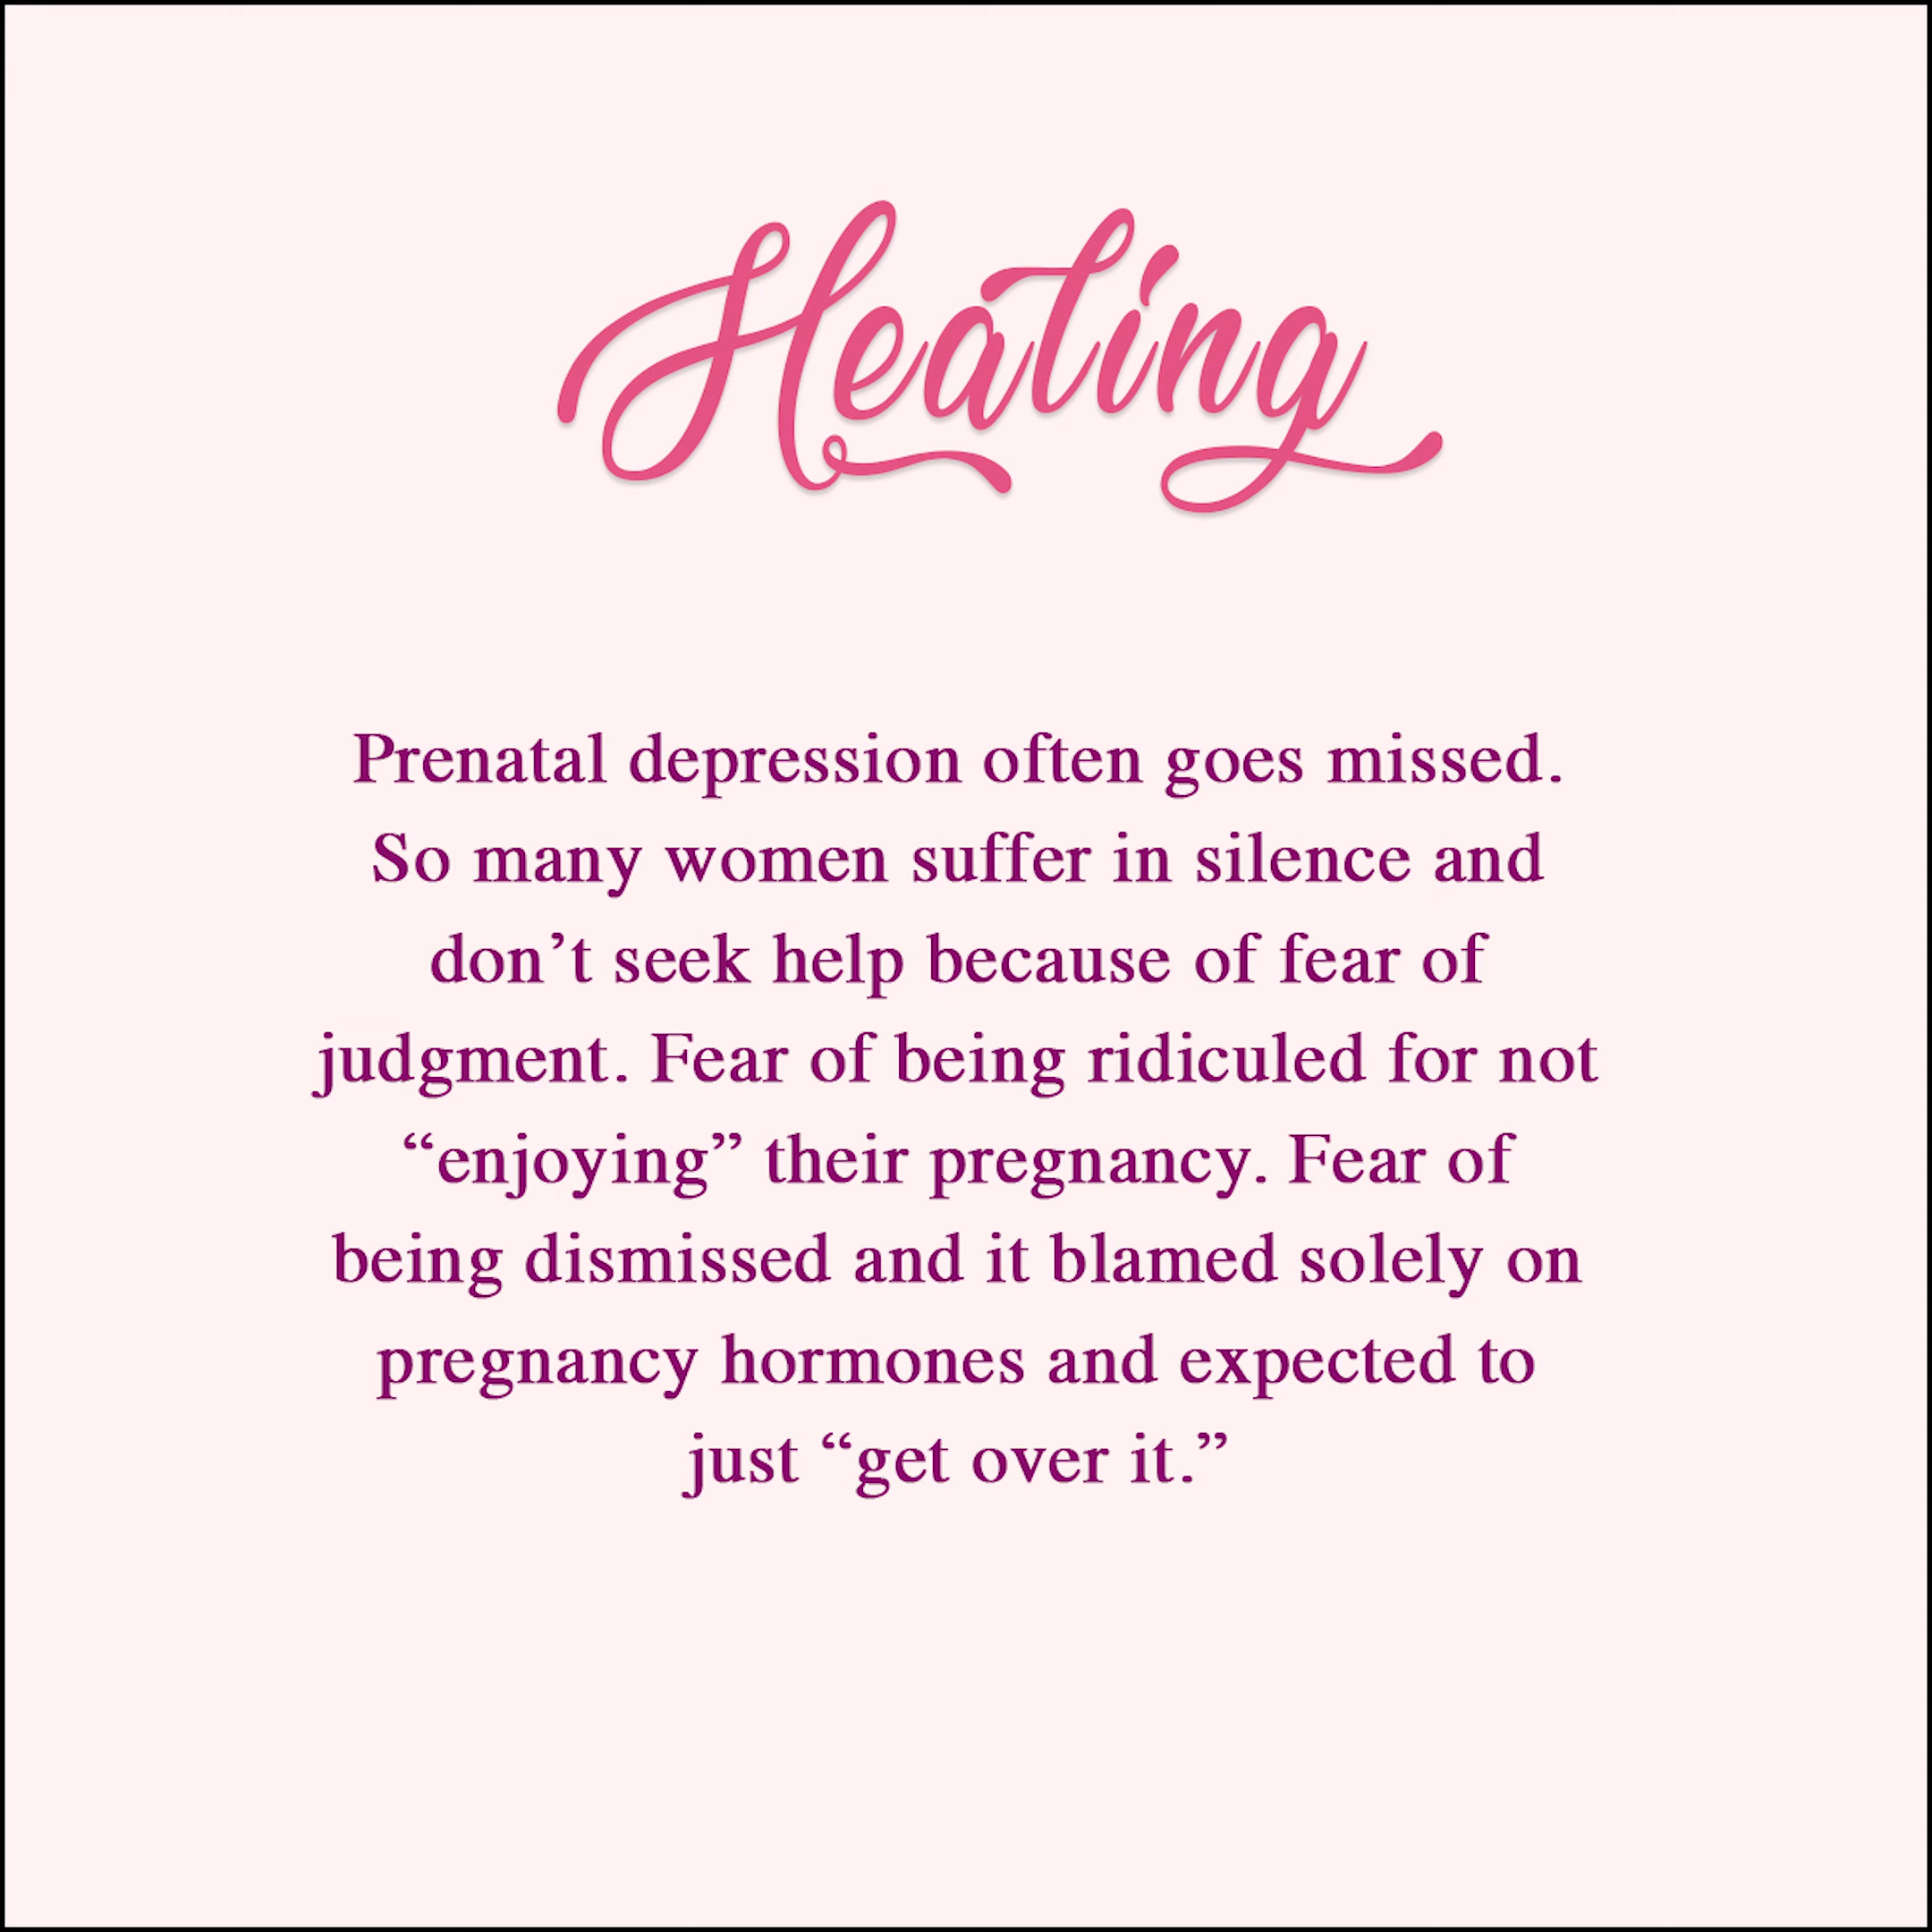 Healing
Prenatal depression often goes missed.
So many women suffer in silence and
don’t seek help because of fear of
judgment. Fear of being ridiculed for not
“enjoying” their pregnancy. Fear of
being dismissed and it blamed solely on
pregnancy hormones and expected to
just “get over it.”